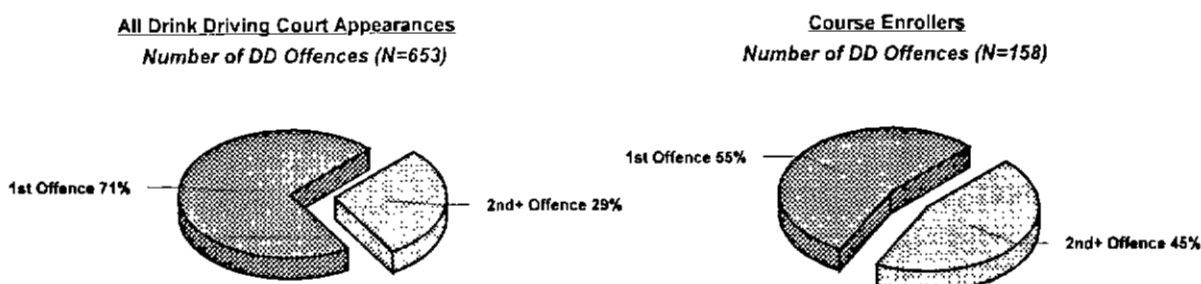 All Drink Driving Court Appearances
Number of DD Offences (N=653)
1st Offence 71%
2nd+ Offence 29%
Course Enrollers
Number of DD Offences (N=158)
1st Offence 55%
2nd+ Offence 45%